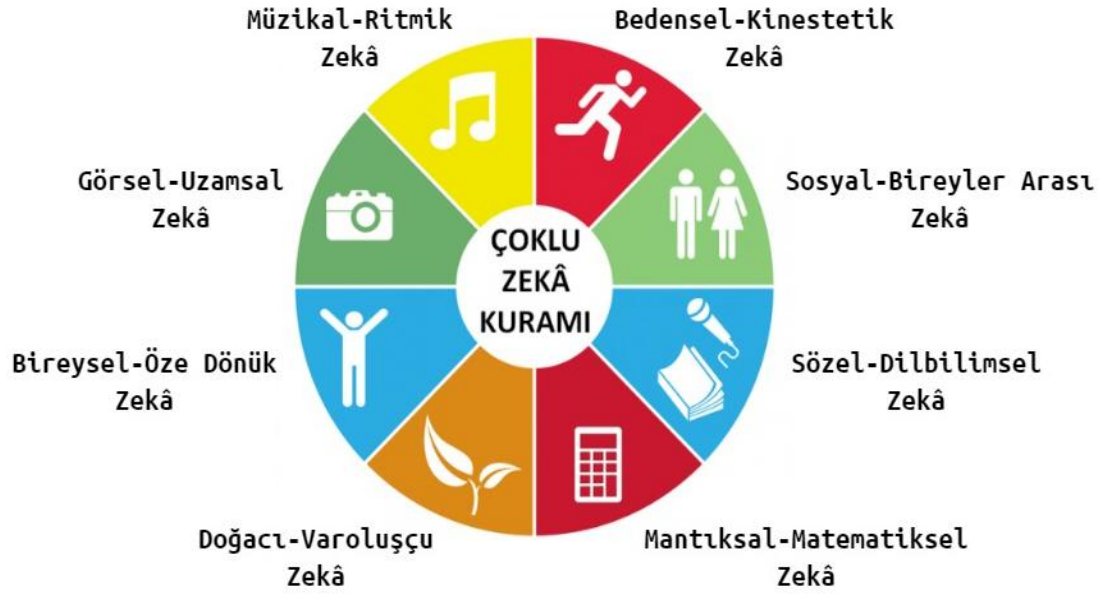 Müzikal-Ritmik
Zekâ
Bedensel-Kinestetik
Zekâ
Görsel-Uzamsal
Zekâ
Sosyal-Bireyler Arası
Zekâ
ÇOKLU
ZEKÂ
KURAMI
Bireysel-Öze Dönük
Zekâ
Sözel-Dilbilimsel
Zekâ
Doğacı-Varoluşçu
Zekâ
Mantıksal-Matematiksel
Zekâ